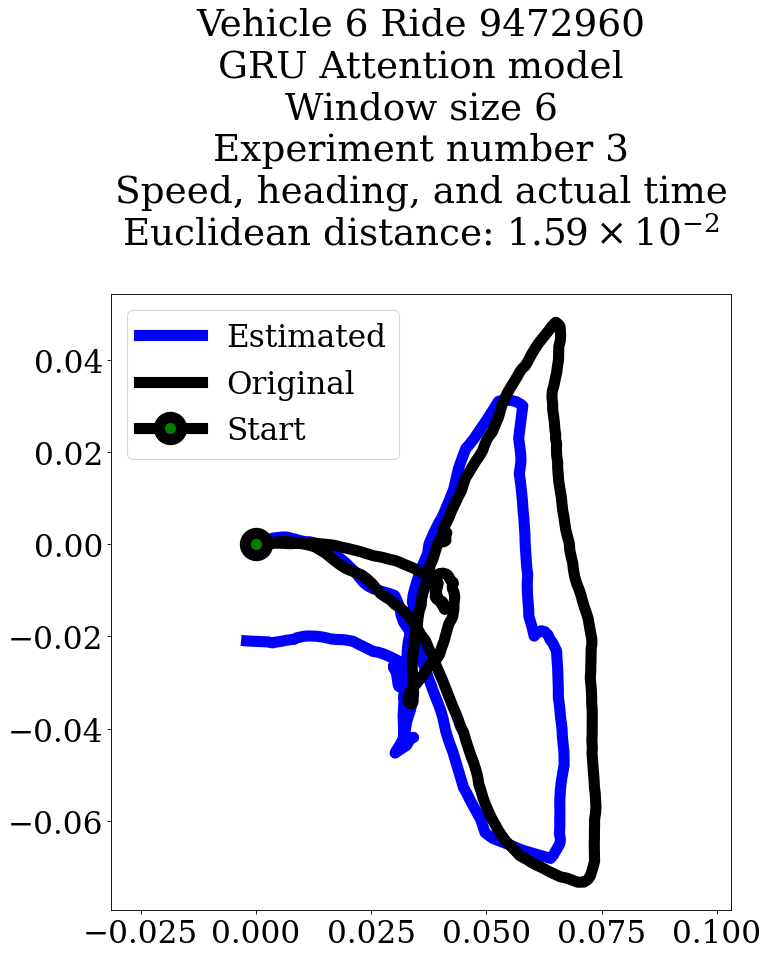 Vehicle 6 Ride 9472960
GRU Attention model
Window size 6
Experiment number 3
Speed, heading, and actual time
Euclidean distance: 1.59 × 10⁻²
Estimated
Original
Start
0.04
0.02
0.00
−0.02
−0.04
−0.06
−0.025 0.000 0.025 0.050 0.075 0.100